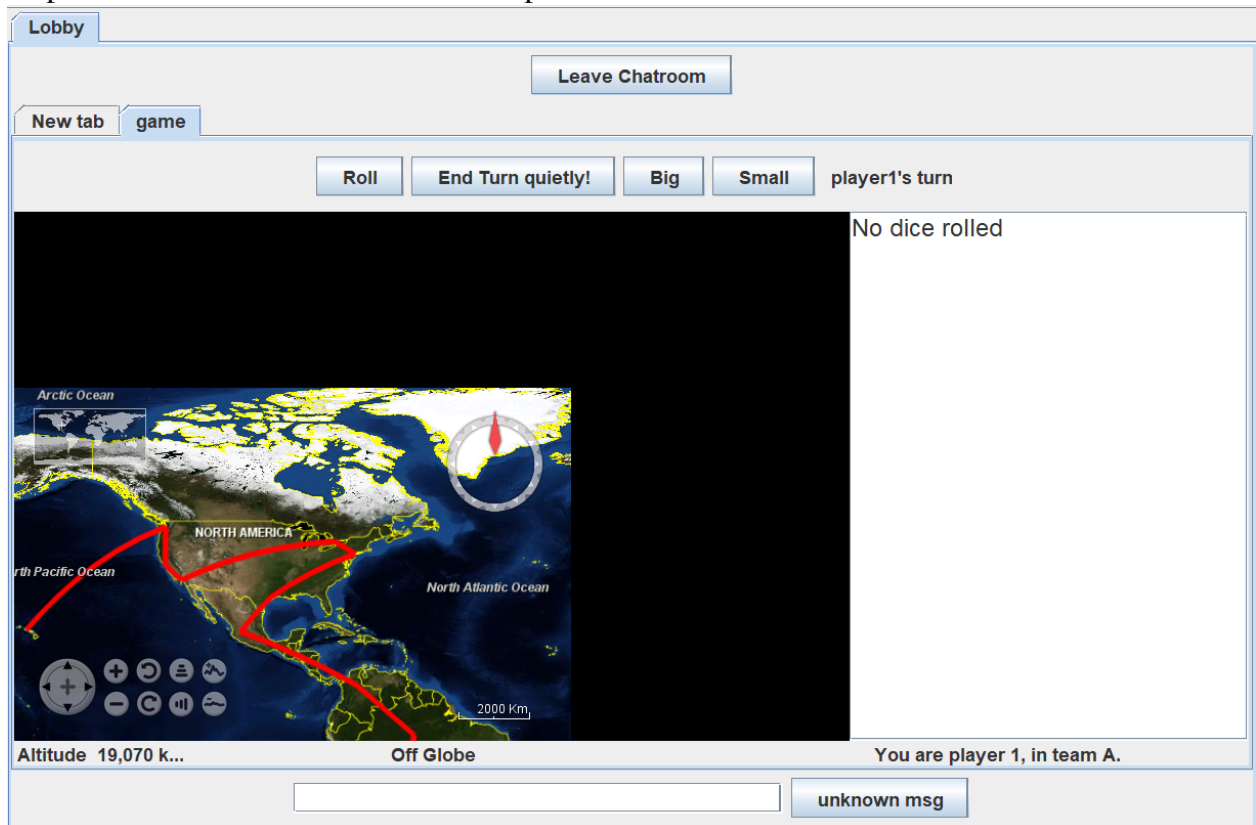 Lobby
Leave Chatroom
New tab game
Roll End Turn quietly! Big Small player1's turn
No dice rolled
Arctic Ocean
NORTH AMERICA
rth Pacific Ocean
North Atlantic Ocean
2000 Km
Altitude 19,070 k... Off Globe You are player 1, in team A.
unknown msg